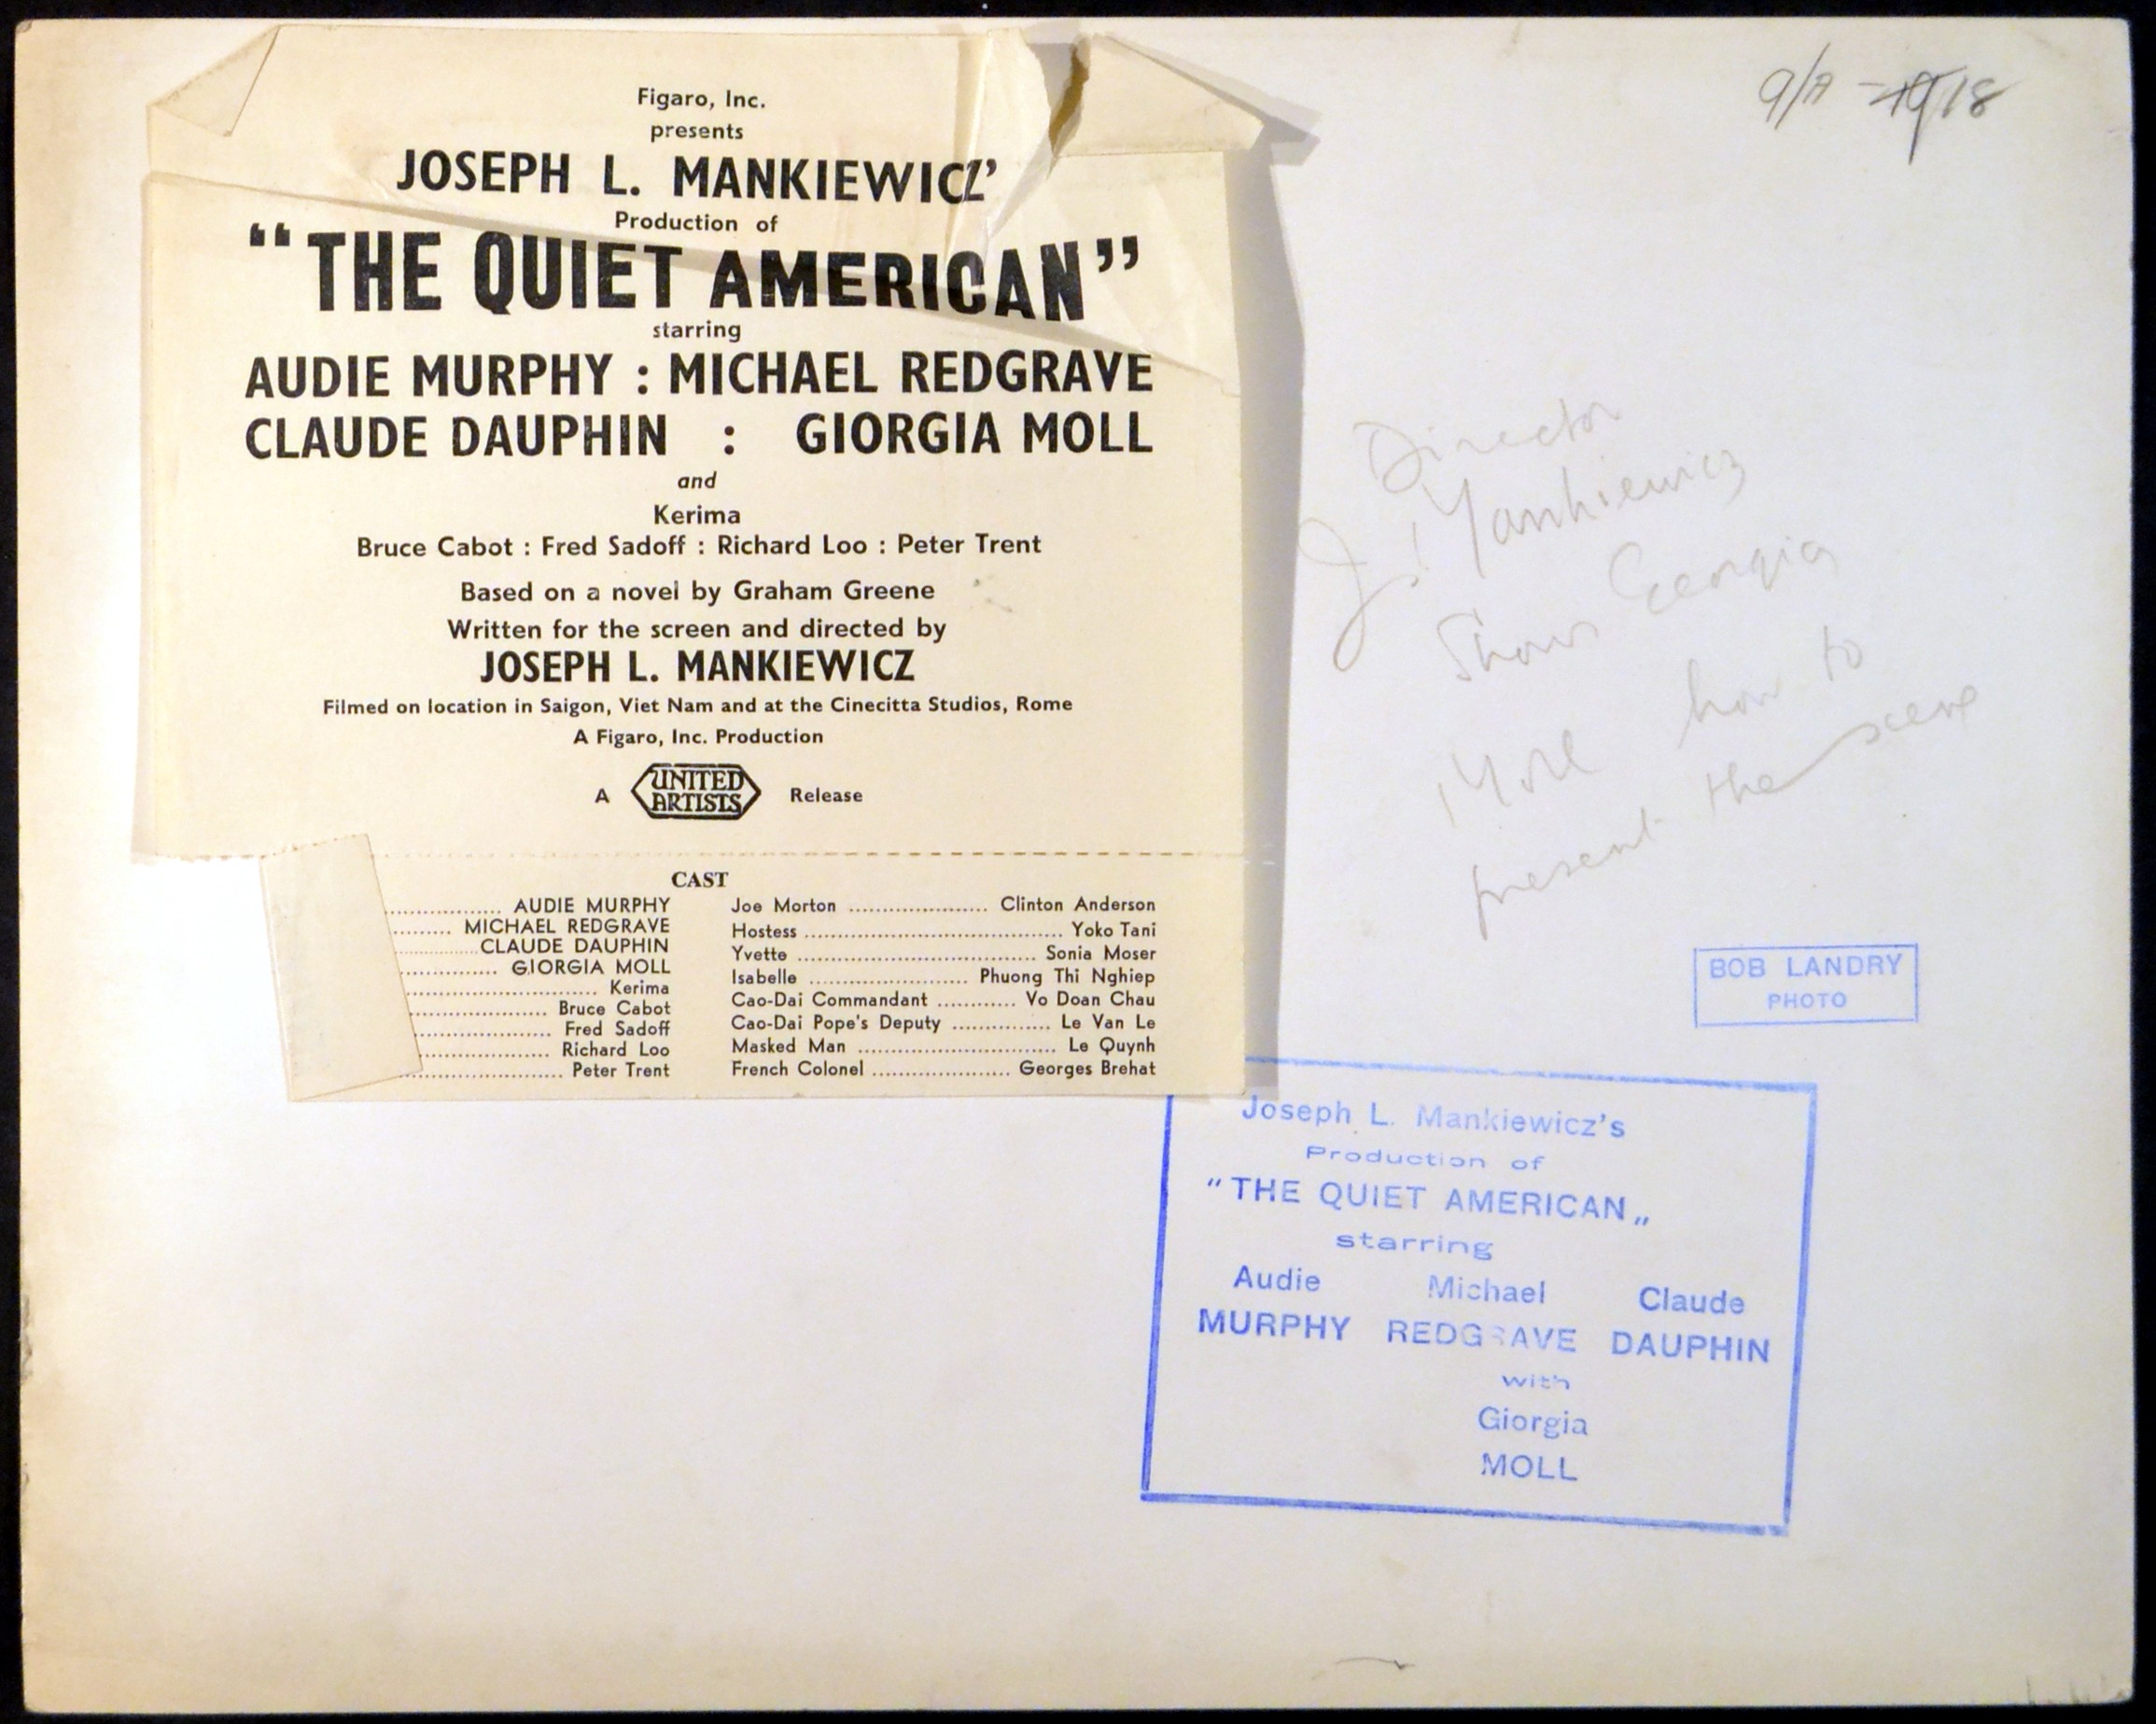 Figaro, Inc.
presents
JOSEPH L. MANKIEWICZ'
Production of
“THE QUIET AMERICAN”
starring
AUDIE MURPHY : MICHAEL REDGRAVE
CLAUDE DAUPHIN : GIORGIA MOLL
and
Kerima
Bruce Cabot : Fred Sadoff : Richard Loo : Peter Trent
Based on a novel by Graham Greene
Written for the screen and directed by
JOSEPH L. MANKIEWICZ
Filmed on location in Saigon, Viet Nam and at the Cinecitta Studios, Rome
A Figaro, Inc. Production
A UNITED ARTISTS Release
CAST
AUDIE MURPHY
MICHAEL REDGRAVE
CLAUDE DAUPHIN
GIORGIA MOLL
Kerima
Bruce Cabot
Fred Sadoff
Richard Loo
Peter Trent
Joe Morton ..................... Clinton Anderson
Hostess ....................................... Yoko Tani
Yvette .................................... Sonia Moser
Isabelle ........................ Phuong Thi Nghiep
Cao-Dai Commandant ............ Vo Doan Chau
Cao-Dai Pope's Deputy ............... Le Van Le
Masked Man .............................. Le Quynh
French Colonel ..................... Georges Brehat
Director
J. Mankiewicz
Shows Georgia
Moll how to
present the scene
BOB LANDRY
PHOTO
Joseph L. Mankiewicz's
Production of
“THE QUIET AMERICAN„
starring
Audie Michael Claude
MURPHY REDGRAVE DAUPHIN
with
Giorgia
MOLL